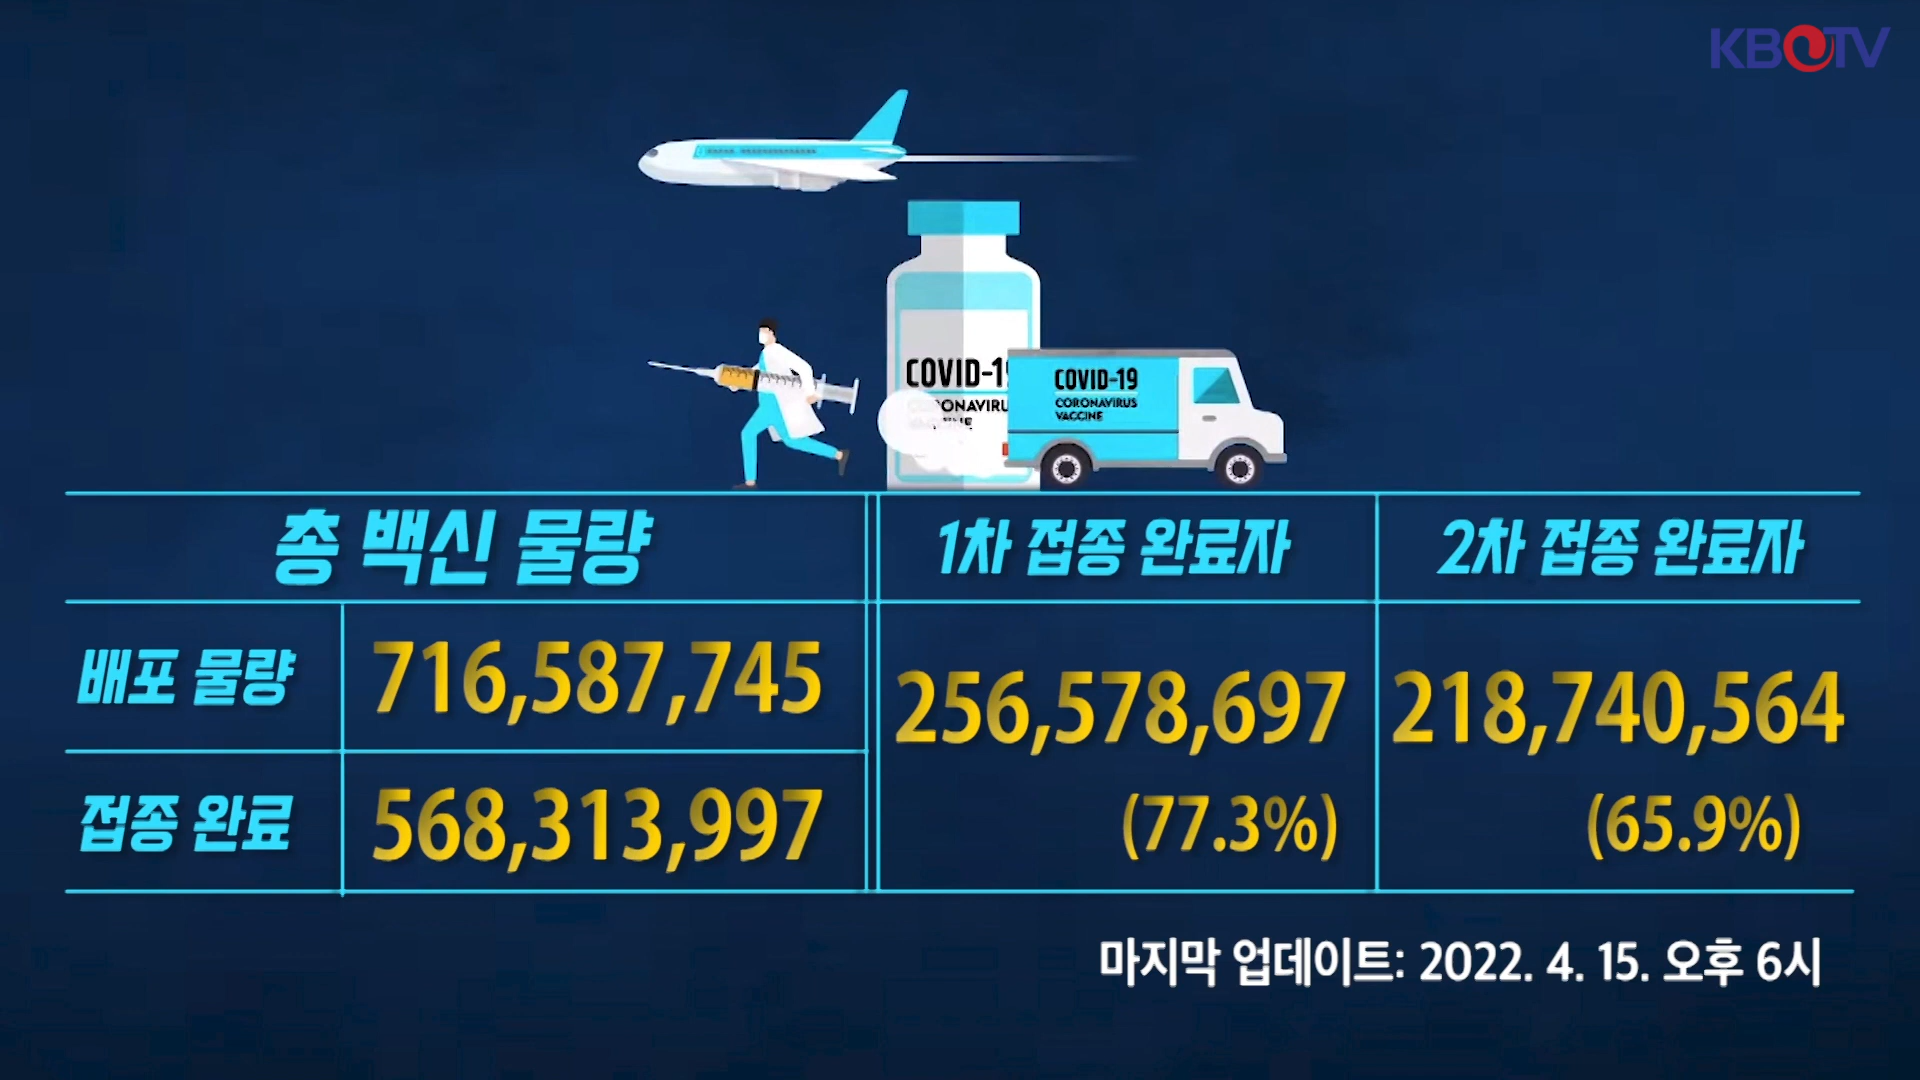 KBTV
COVID-19
CORONAVIRUS
VACCINE
총 백신 물량
1차 접종 완료자
2차 접종 완료자
배포 물량
716,587,745
256,578,697
218,740,564
접종 완료
568,313,997
(77.3%)
(65.9%)
마지막 업데이트: 2022. 4. 15. 오후 6시